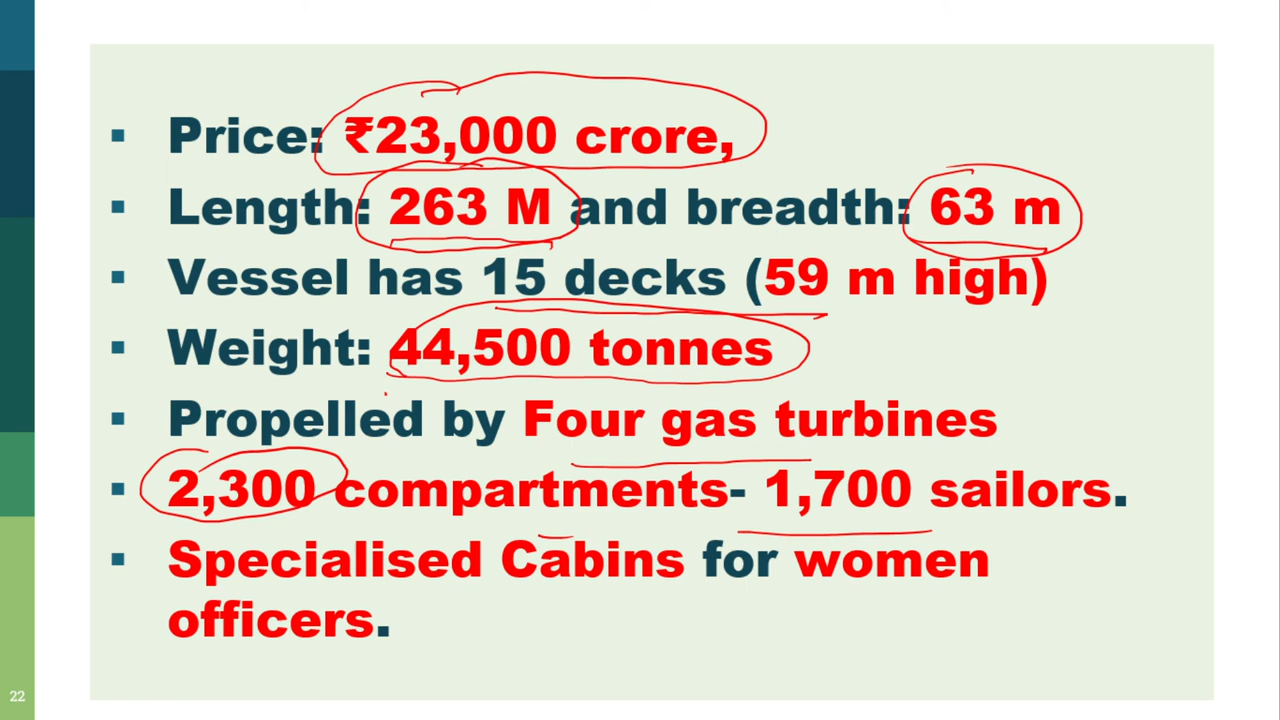 ▪ Price: ₹23,000 crore,
▪ Length: 263 M and breadth: 63 m
▪ Vessel has 15 decks (59 m high)
▪ Weight: 44,500 tonnes
▪ Propelled by Four gas turbines
▪ 2,300 compartments- 1,700 sailors.
▪ Specialised Cabins for women
officers.
22